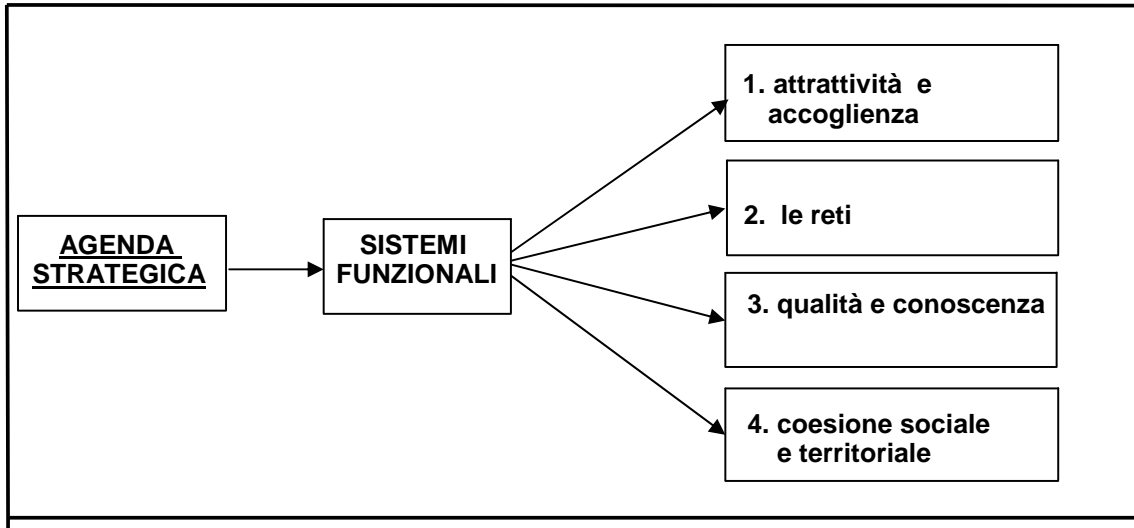 AGENDA
STRATEGICA
SISTEMI
FUNZIONALI
1. attrattività e
accoglienza
2. le reti
3. qualità e conoscenza
4. coesione sociale
e territoriale